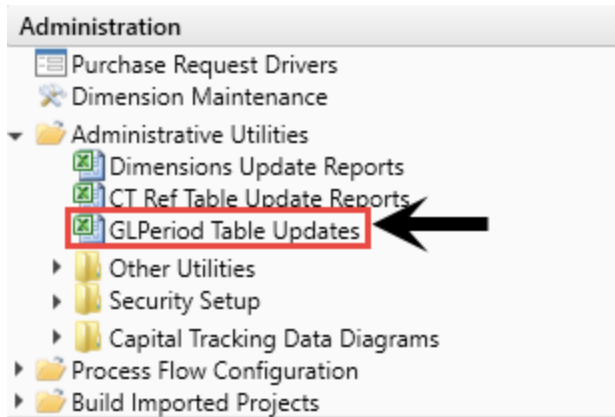 Administration
Purchase Request Drivers
Dimension Maintenance
Administrative Utilities
Dimensions Update Reports
CT Ref Table Update Reports
GLPeriod Table Updates
Other Utilities
Security Setup
Capital Tracking Data Diagrams
Process Flow Configuration
Build Imported Projects